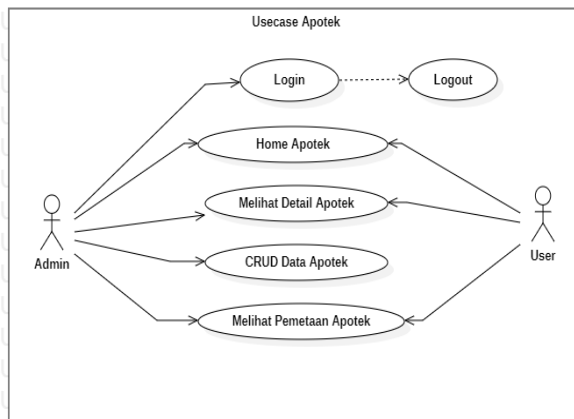 Usecase Apotek
Login
Logout
Home Apotek
Melihat Detail Apotek
Admin
User
CRUD Data Apotek
Melihat Pemetaan Apotek